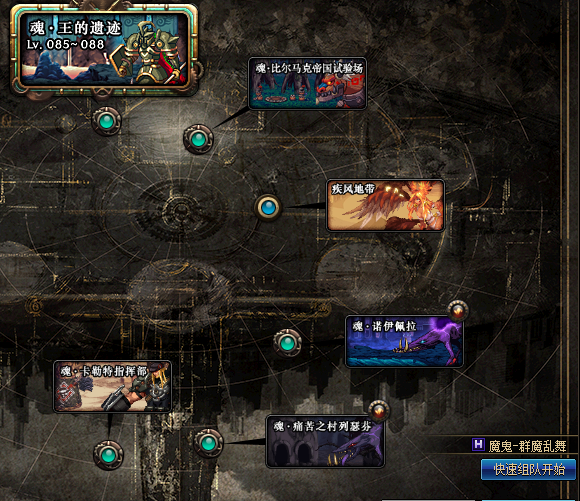 魂·王的遗迹
Lv. 085~088
魂·比尔马克帝国试验场
疾风地带
魂·诺伊佩拉
魂·卡勒特指挥部
魂·痛苦之村列瑟芬
H 魔鬼-群魔乱舞
快速组队开始